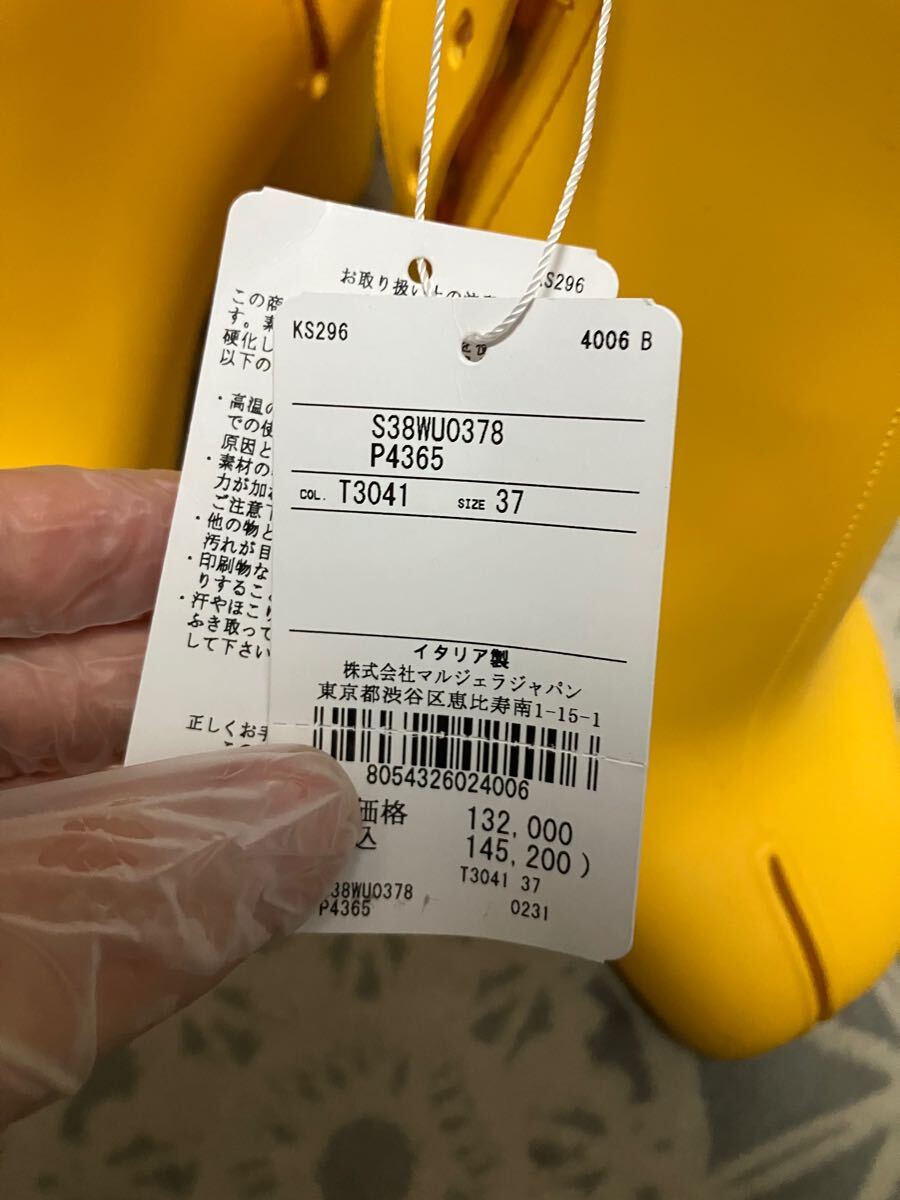 お取り扱い上の注意
KS296
この商
す。素
硬化し
以下の
・高温の
での使
原因と
・素材の
力が加わ
ご注意下
・他の物と
汚れが目
・印刷物な
りするこ
・汗やほこり
ふき取って
して下さい
正しくお手
KS296
4006 B
S38WU0378
P4365
COL. T3041 SIZE 37
イタリア製
株式会社マルジェラジャパン
東京都渋谷区恵比寿南1-15-1
8054326024006
価格 132,000
込 145,200 )
T3041 37
38WU0378
P4365 0231